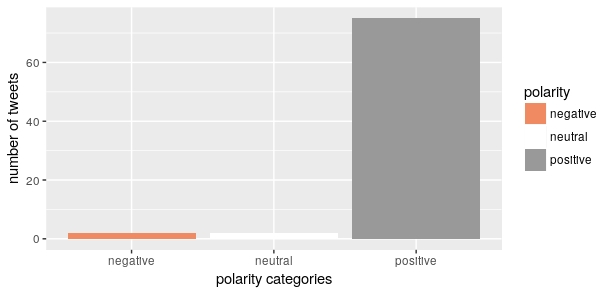 number of tweets
60
40
20
0
negative neutral positive
polarity categories
polarity
negative
neutral
positive